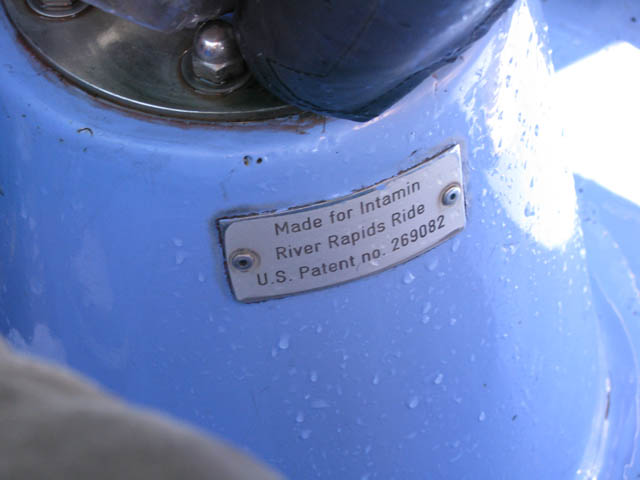 Made for Intamin
River Rapids Ride
U.S. Patent no. 269082